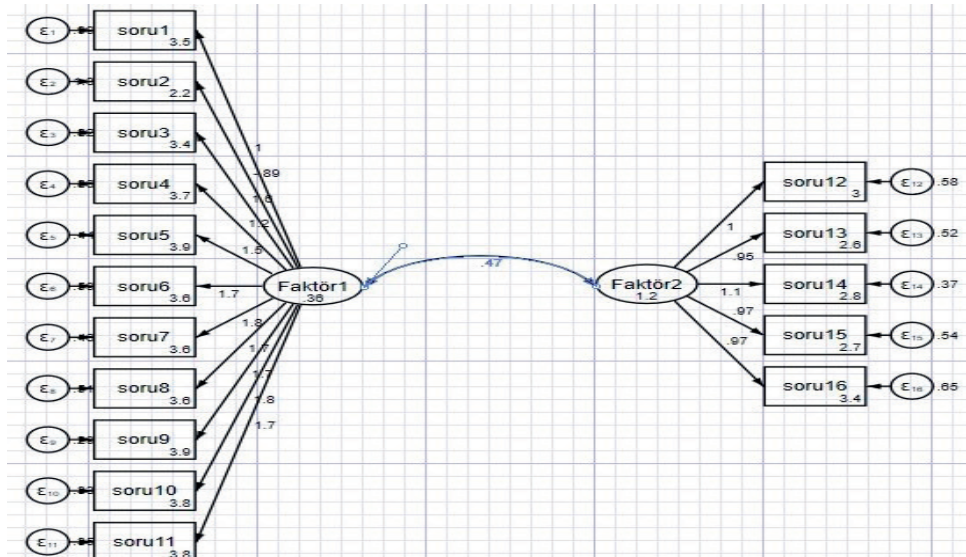 ε1 soru1 3.5
ε2 soru2 2.2
ε3 soru3 3.4
ε4 soru4 3.7
ε5 soru5 3.9
ε6 soru6 3.6
ε7 soru7 3.6
ε8 soru8 3.6
ε9 soru9 3.9
ε10 soru10 3.8
ε11 soru11 3.8
1
-.89
1.6
1.2
1.5
1.7
1.8
1.7
1.7
1.8
1.7
Faktör1
.36
.47
Faktör2
1.2
1
.95
1.1
.97
.97
soru12 3 ε12 .58
soru13 2.6 ε13 .52
soru14 2.8 ε14 .37
soru15 2.7 ε15 .54
soru16 3.4 ε16 .65